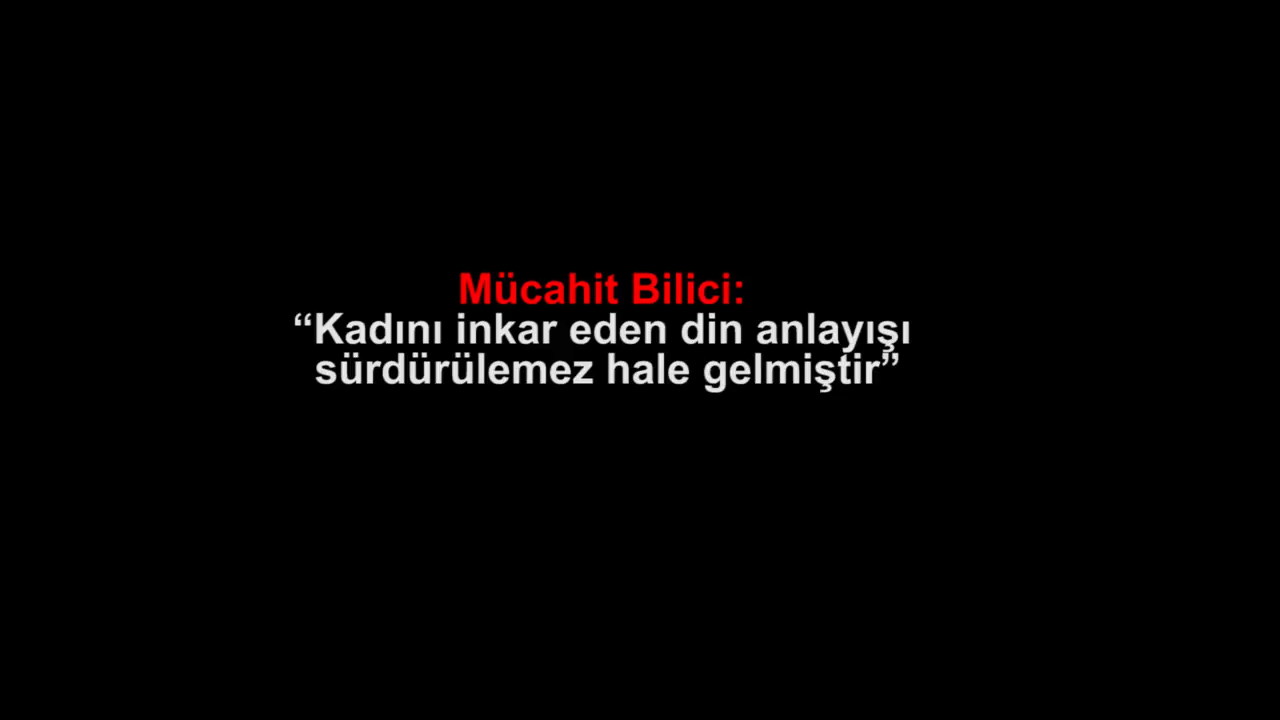 Mücahit Bilici:
“Kadını inkar eden din anlayışı
sürdürülemez hale gelmiştir”